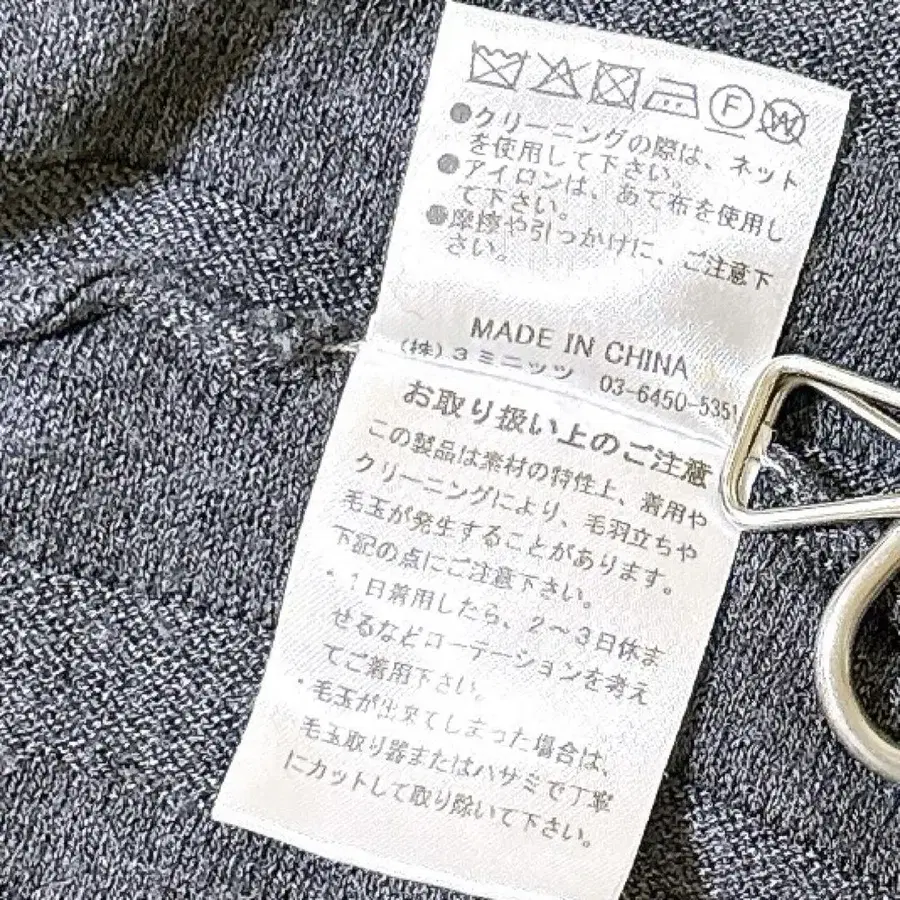 F W
●クリーニングの際は、ネット
を使用して下さい。
●アイロンは、あて布を使用し
て下さい。
●摩擦や引っかけに、ご注意下
さい。
MADE IN CHINA
(株)3ミニッツ 03-6450-5351
お取り扱い上のご注意
この製品は素材の特性上、着用や
クリーニングにより、毛羽立ちや
毛玉が発生することがあります。
下記の点にご注意下さい。
・1日着用したら、2～3日休ま
せるなどローテーションを考え
てご着用下さい。
・毛玉が出来てしまった場合は、
毛玉取り器またはハサミで丁寧
にカットして取り除いて下さい。